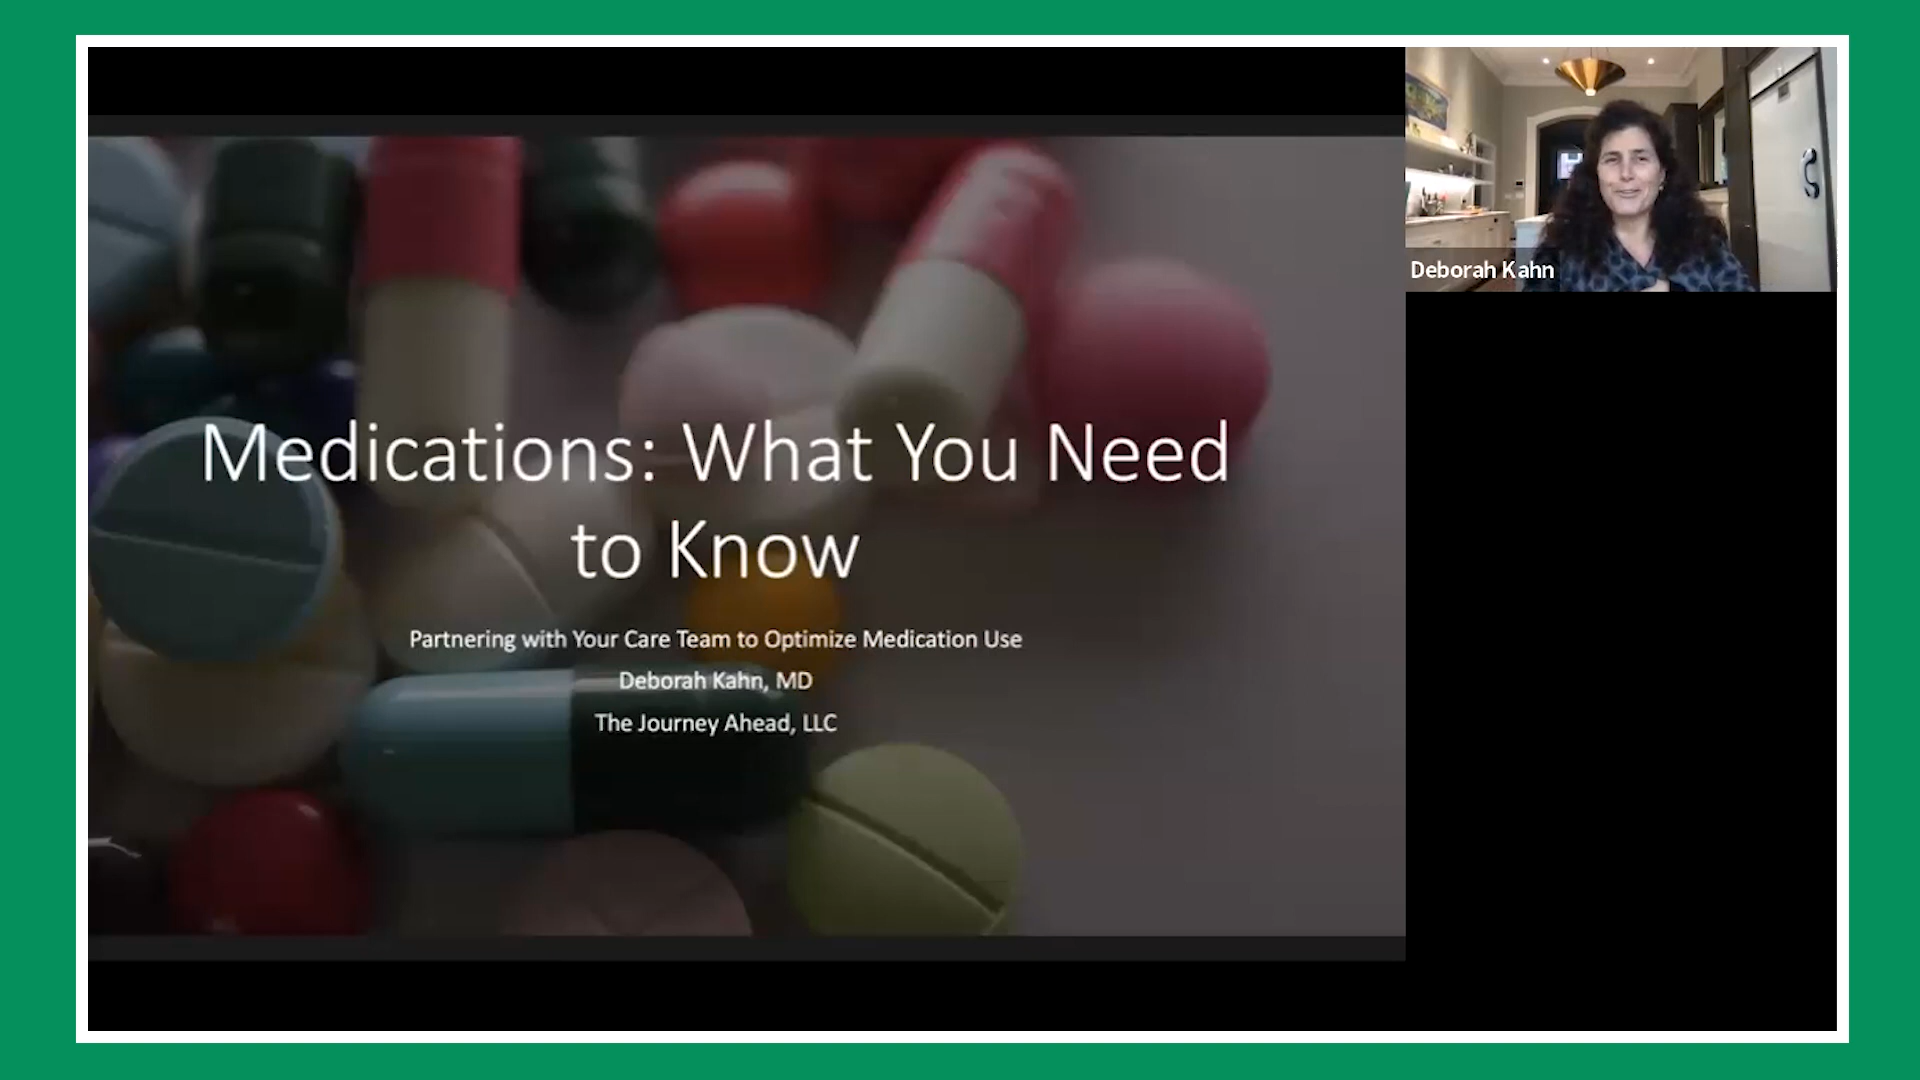 Medications: What You Need
to Know
Partnering with Your Care Team to Optimize Medication Use
Deborah Kahn, MD
The Journey Ahead, LLC
Deborah Kahn